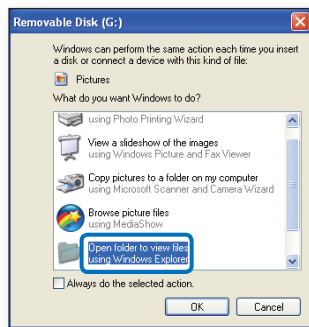 Removable Disk (G:)
Windows can perform the same action each time you insert
a disk or connect a device with this kind of file:
Pictures
What do you want Windows to do?
using Photo Printing Wizard
View a slideshow of the images
using Windows Picture and Fax Viewer
Copy pictures to a folder on my computer
using Microsoft Scanner and Camera Wizard
Browse picture files
using MediaShow
Open folder to view files
using Windows Explorer
Always do the selected action.
OK
Cancel